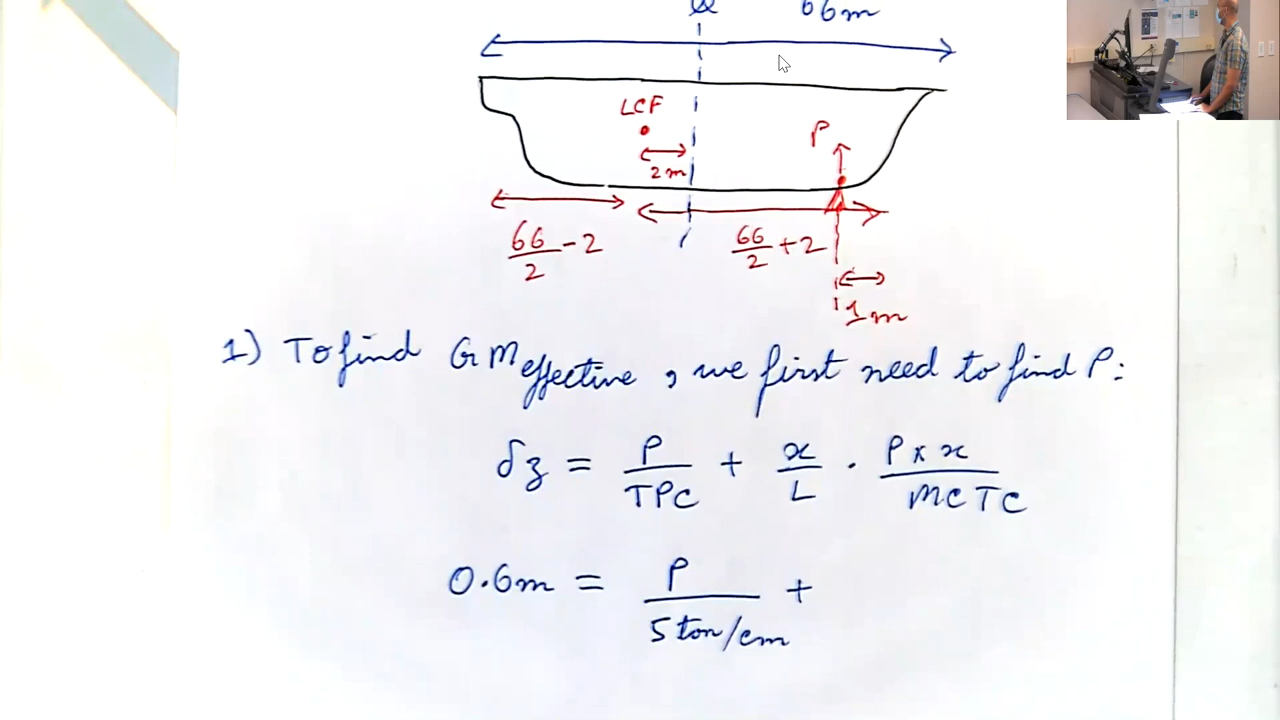 66m
LCF
P
2m
66/2 - 2
66/2 + 2
1m
1) To find GM effective, we first need to find P:
δz = P/TPC + x/L · P x x/MCTC
0.6m = P/5 ton/cm +